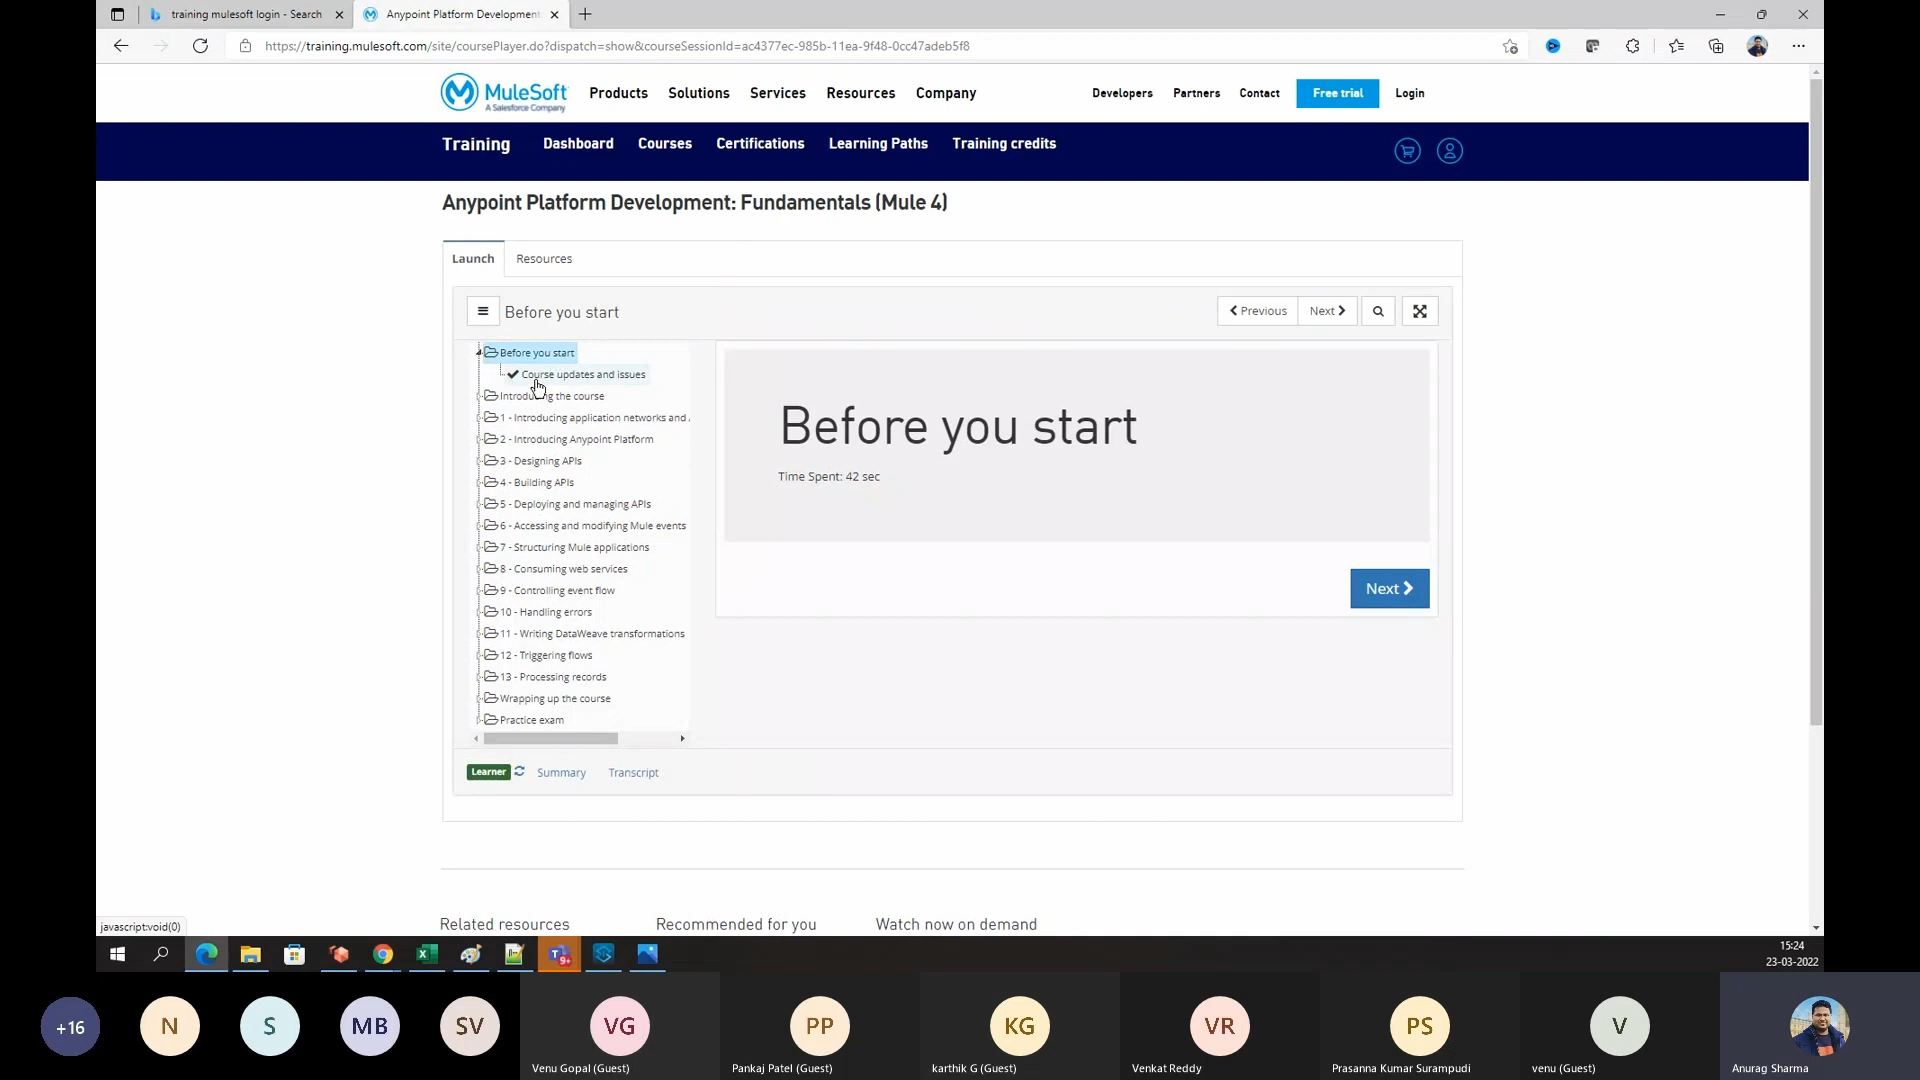 training mulesoft login - Search
Anypoint Platform Development:
https://training.mulesoft.com/site/coursePlayer.do?dispatch=show&courseSessionId=ac4377ec-985b-11ea-9f48-0cc47adeb5f8
MuleSoft
A Salesforce Company
Products Solutions Services Resources Company
Developers Partners Contact Free trial Login
Training Dashboard Courses Certifications Learning Paths Training credits
Anypoint Platform Development: Fundamentals (Mule 4)
Launch Resources
Before you start
Previous Next
Before you start
Course updates and issues
Introducing the course
1 - Introducing application networks and
2 - Introducing Anypoint Platform
3 - Designing APIs
4 - Building APIs
5 - Deploying and managing APIs
6 - Accessing and modifying Mule events
7 - Structuring Mule applications
8 - Consuming web services
9 - Controlling event flow
10 - Handling errors
11 - Writing DataWeave transformations
12 - Triggering flows
13 - Processing records
Wrapping up the course
Practice exam
Before you start
Time Spent: 42 sec
Next
Learner Summary Transcript
Related resources Recommended for you Watch now on demand
javascript:void(0)
9+
15:24
23-03-2022
+16 N S MB SV VG PP KG VR PS V
Venu Gopal (Guest) Pankaj Patel (Guest) karthik G (Guest) Venkat Reddy Prasanna Kumar Surampudi venu (Guest) Anurag Sharma